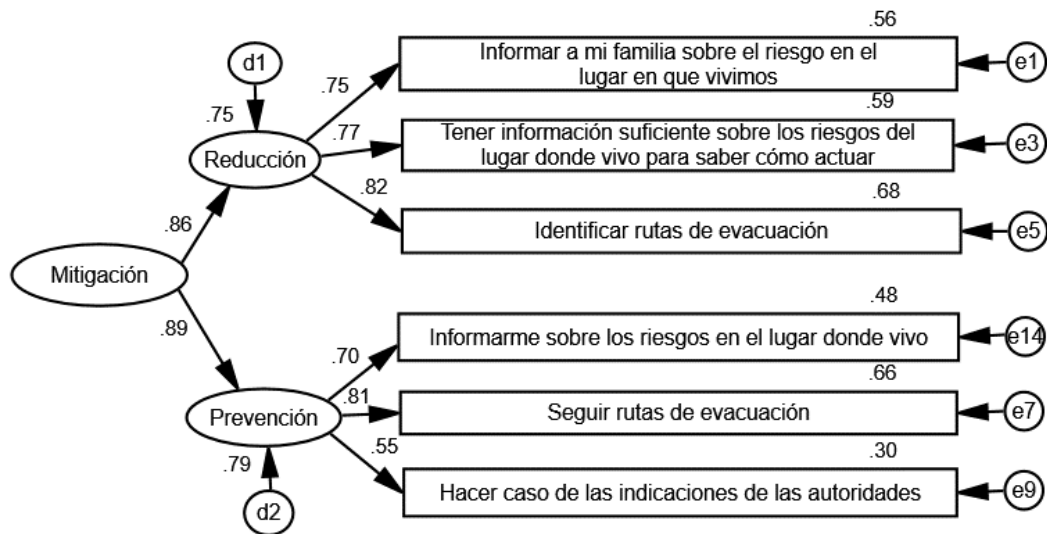 .56
Informar a mi familia sobre el riesgo en el
lugar en que vivimos
e1
d1
.75
.75
.59
.77
Tener información suficiente sobre los riesgos del
lugar donde vivo para saber cómo actuar
e3
Reducción
.82
.68
Identificar rutas de evacuación
e5
.86
Mitigación
.89
.48
Informarme sobre los riesgos en el lugar donde vivo
e14
.70
.66
.81
Seguir rutas de evacuación
e7
Prevención
.55
.30
.79
Hacer caso de las indicaciones de las autoridades
e9
d2